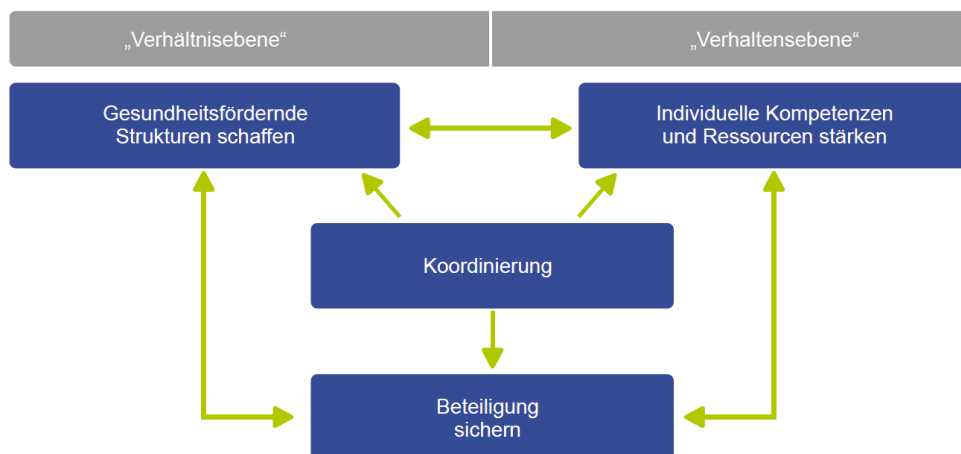 „Verhältnisebene“
„Verhaltensebene“
Gesundheitsfördernde
Strukturen schaffen
Individuelle Kompetenzen
und Ressourcen stärken
Koordinierung
Beteiligung
sichern